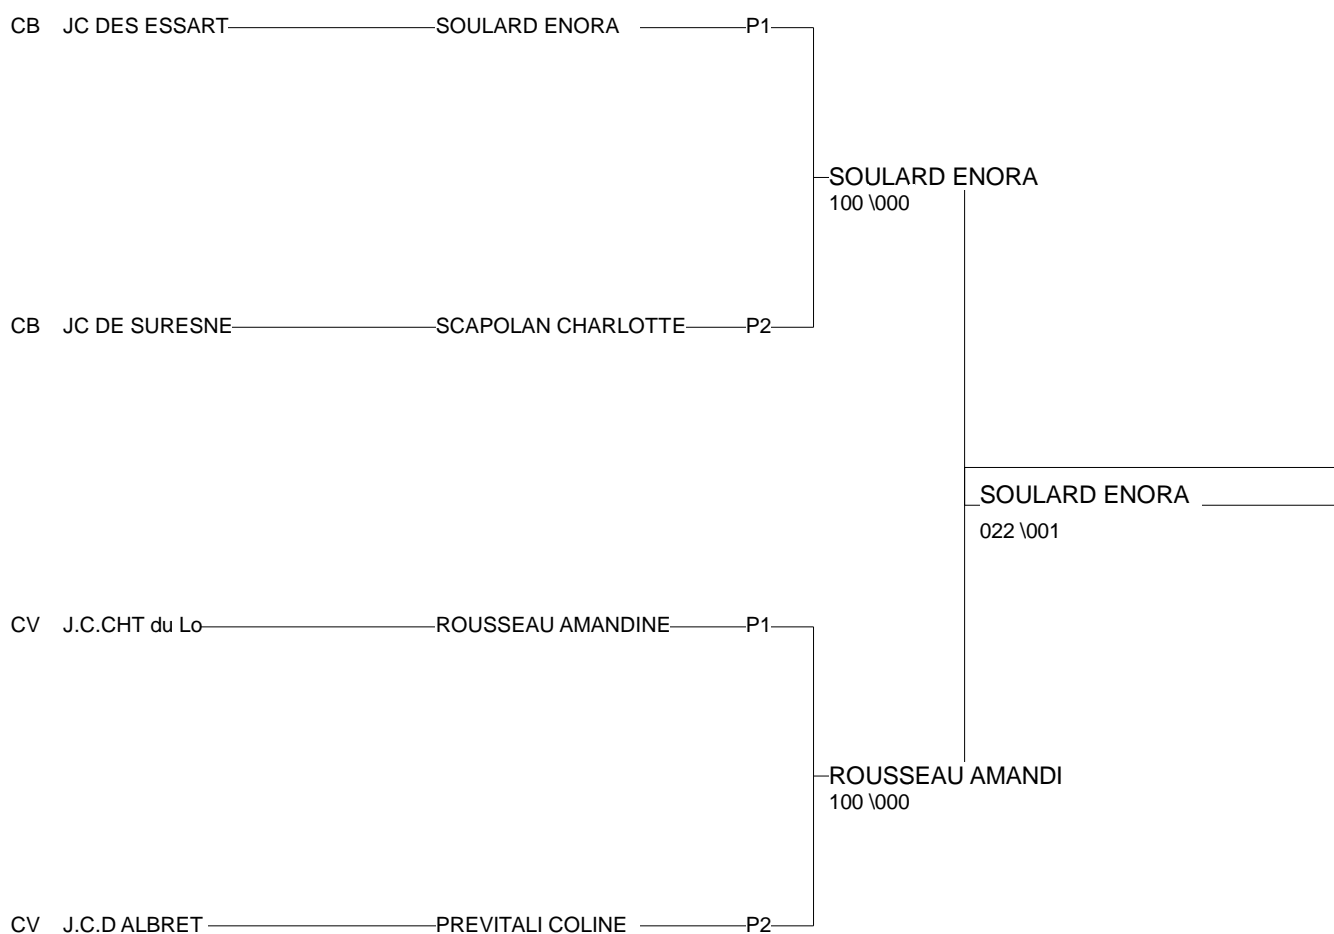 CB JC DES ESSART SOULARD ENORA P1
SOULARD ENORA
100 \000
CB JC DE SURESNE SCAPOLAN CHARLOTTE P2
SOULARD ENORA
022 \001
CV J.C.CHT du Lo ROUSSEAU AMANDINE P1
ROUSSEAU AMANDI
100 \000
CV J.C.D ALBRET PREVITALI COLINE P2